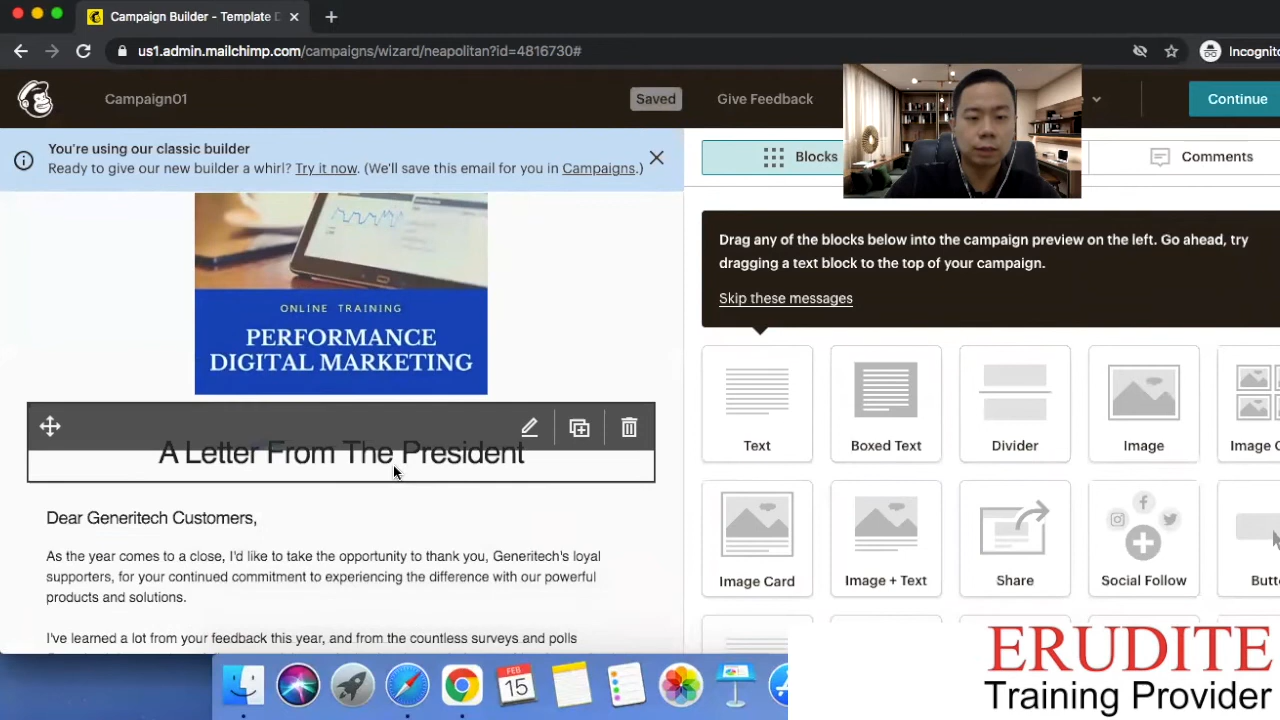 Campaign Builder - Template D
us1.admin.mailchimp.com/campaigns/wizard/neapolitan?id=4816730#
Incognito
Campaign01
Saved
Give Feedback
Continue
You're using our classic builder
Ready to give our new builder a whirl? Try it now. (We'll save this email for you in Campaigns.)
Blocks
Comments
Drag any of the blocks below into the campaign preview on the left. Go ahead, try
dragging a text block to the top of your campaign.
Skip these messages
ONLINE TRAINING
PERFORMANCE
DIGITAL MARKETING
A Letter From The President
Dear Generitech Customers,
As the year comes to a close, I'd like to take the opportunity to thank you, Generitech's loyal
supporters, for your continued commitment to experiencing the difference with our powerful
products and solutions.
I've learned a lot from your feedback this year, and from the countless surveys and polls
Text
Boxed Text
Divider
Image
Image C
Image Card
Image + Text
Share
Social Follow
Butt
FEB
15
ERUDITE
Training Provider